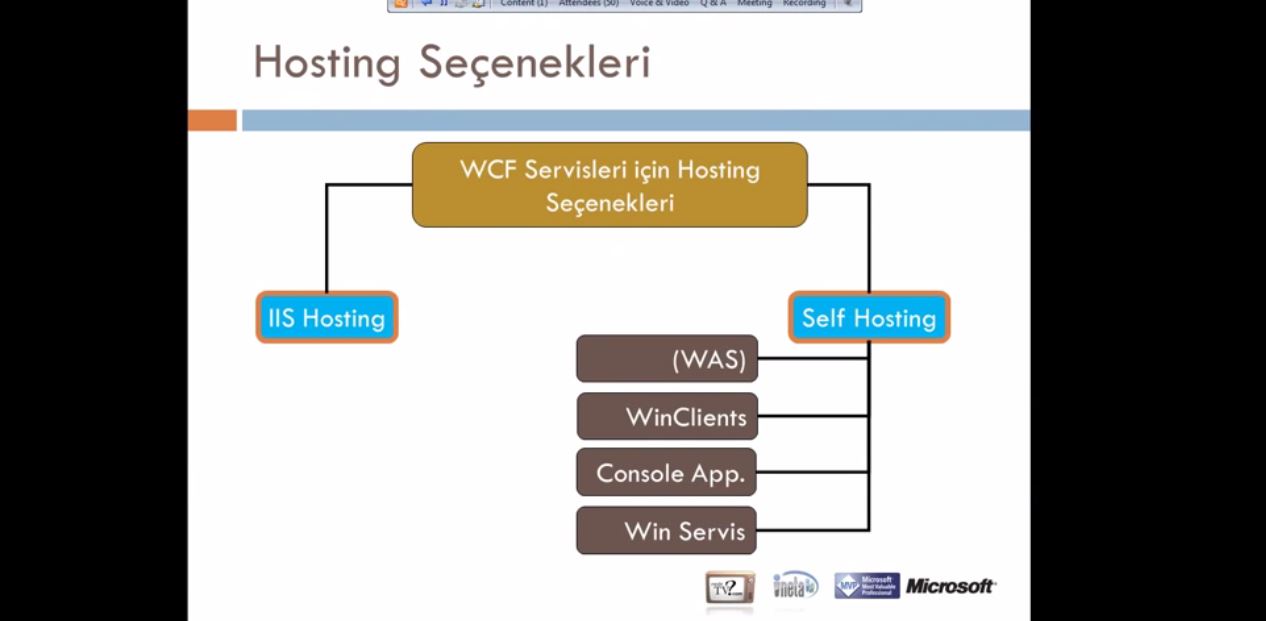 Content (1) Attendees (50) Voice & Video Q & A Meeting Recording
Hosting Seçenekleri
WCF Servisleri için Hosting
Seçenekleri
IIS Hosting
Self Hosting
(WAS)
WinClients
Console App.
Win Servis
TV?.com
ineta
MVP
Microsoft
Most Valuable
Professional
Microsoft